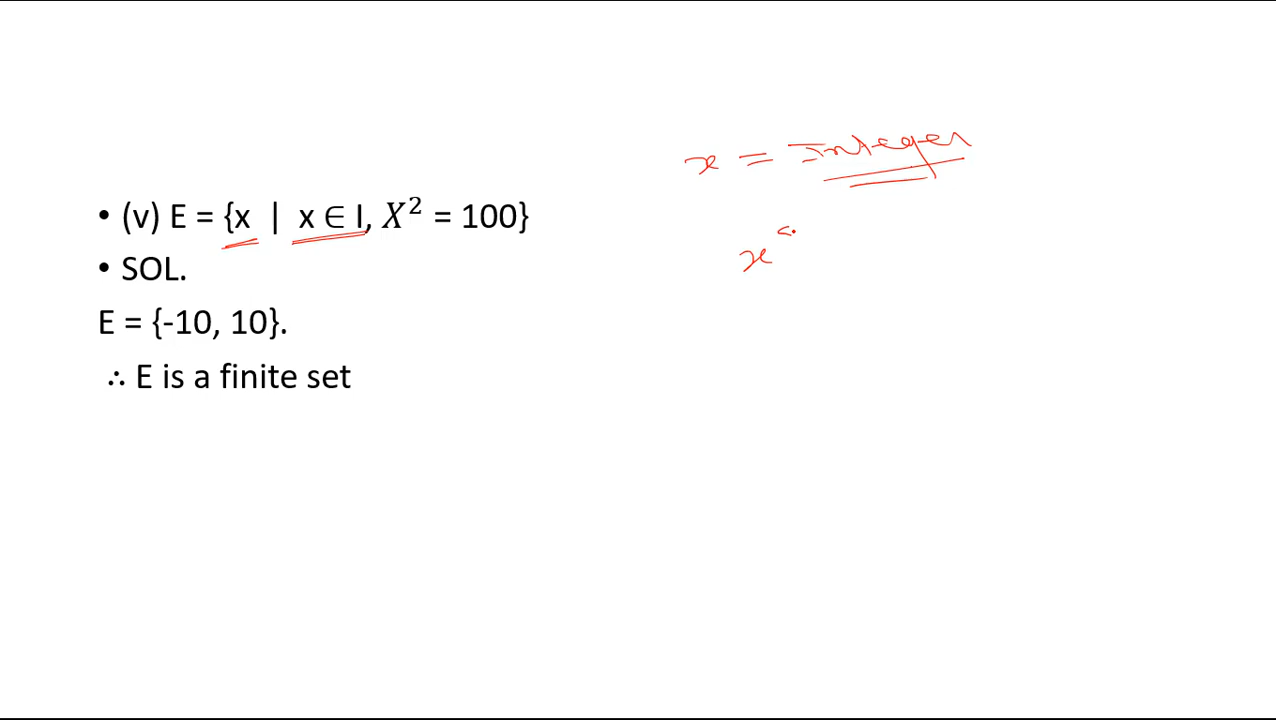 x = Integer
• (v) E = {x | x ∈ I, X² = 100}
x
• SOL.
E = {-10, 10}.
∴ E is a finite set